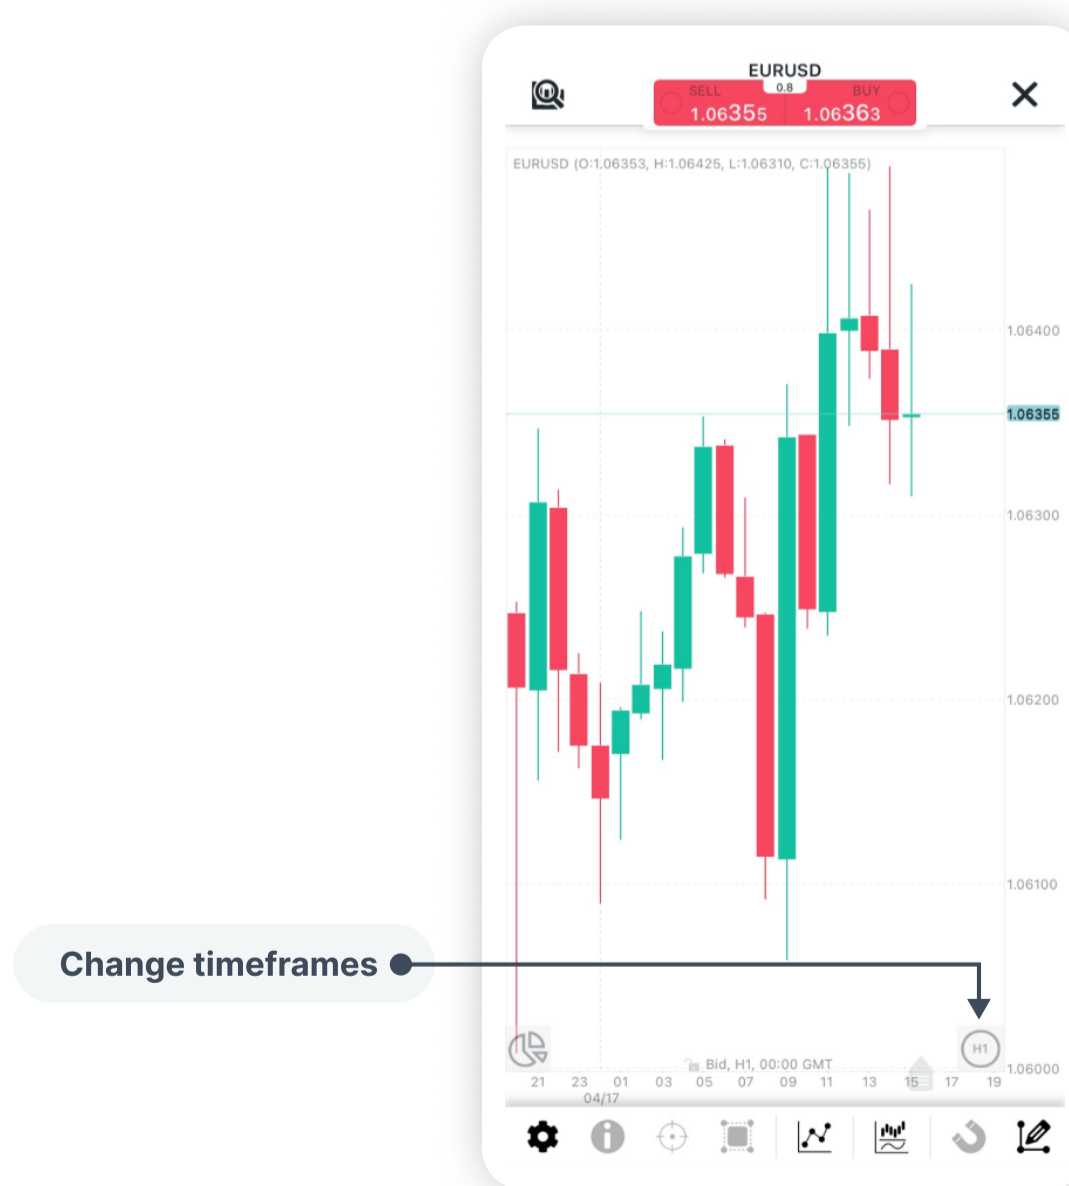 EURUSD
SELL 0.8 BUY
1.06355 1.06363
EURUSD (O:1.06353, H:1.06425, L:1.06310, C:1.06355)
1.06400
1.06355
1.06300
1.06200
1.06100
Change timeframes
H1
Bid, H1, 00:00 GMT
1.06000
21 23 01 03 05 07 09 11 13 15 17 19
04/17